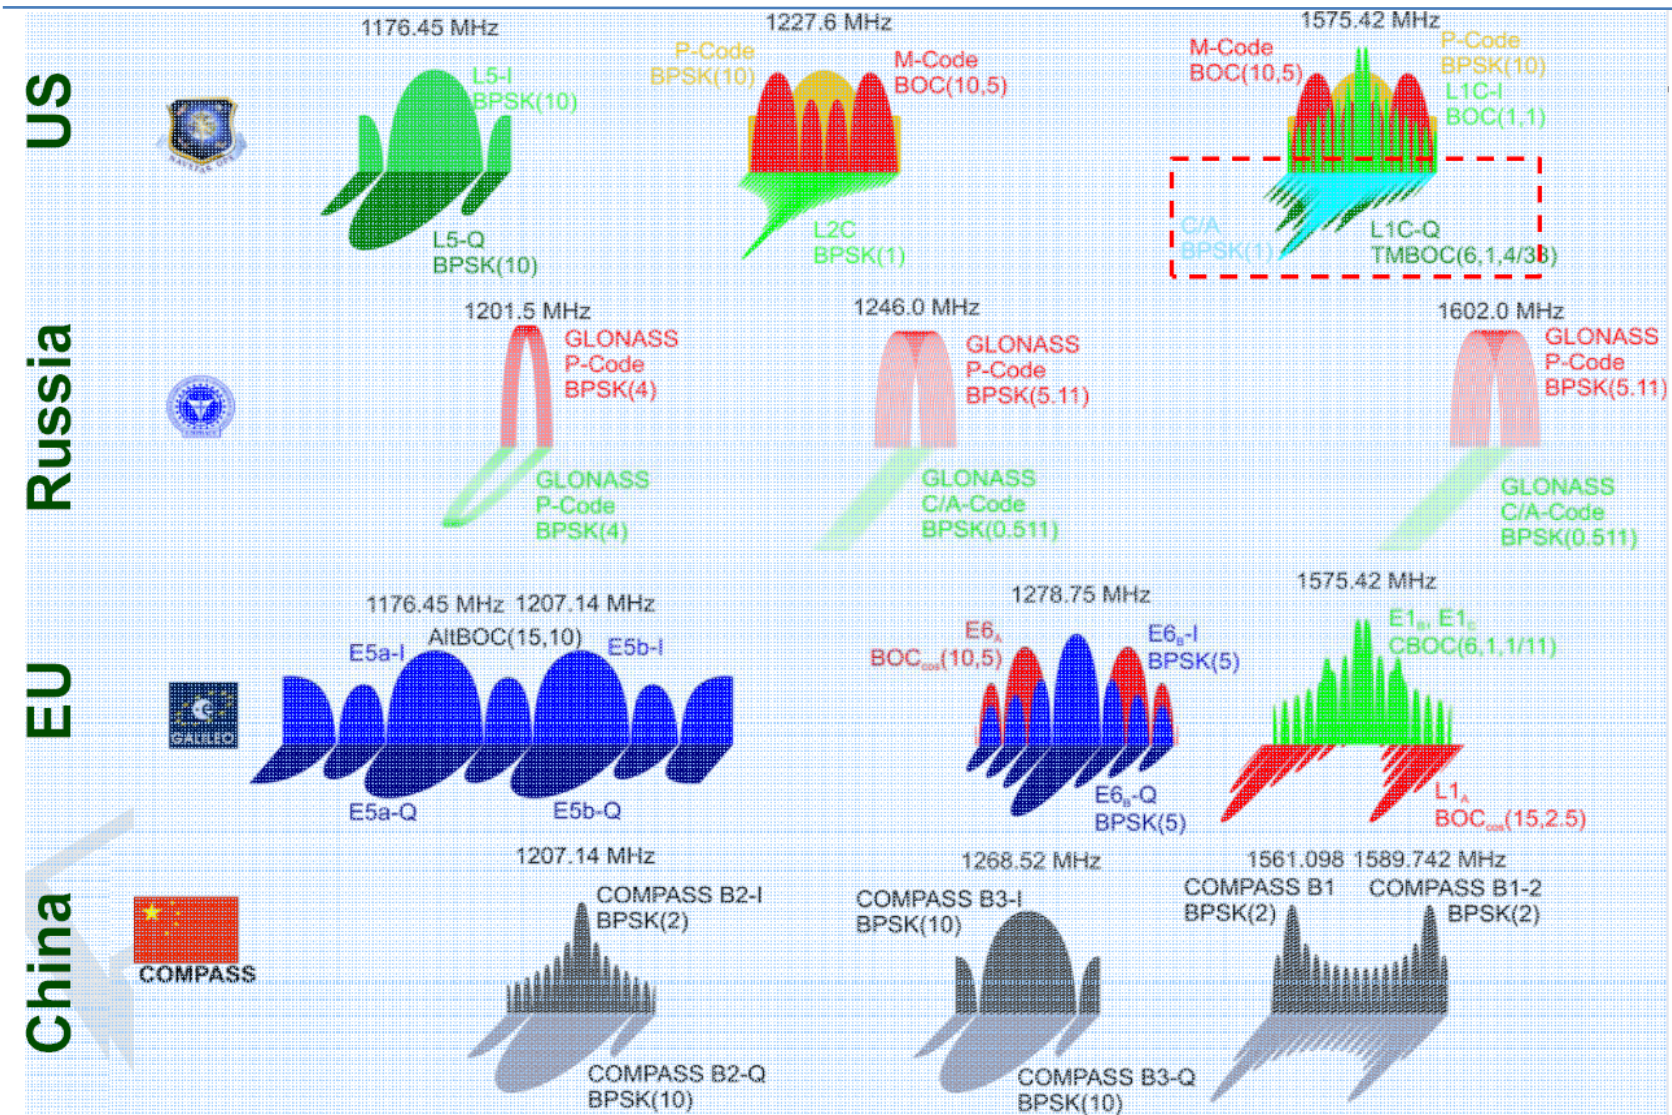 US
1176.45 MHz
L5-I
BPSK(10)
L5-Q
BPSK(10)
1227.6 MHz
P-Code
BPSK(10)
M-Code
BOC(10,5)
L2C
BPSK(1)
1575.42 MHz
M-Code
BOC(10,5)
P-Code
BPSK(10)
L1C-I
BOC(1,1)
C/A
BPSK(1)
L1C-Q
TMBOC(6,1,4/33)
NAVSTAR GPS
Russia
1201.5 MHz
GLONASS
P-Code
BPSK(4)
GLONASS
P-Code
BPSK(4)
1246.0 MHz
GLONASS
P-Code
BPSK(5.11)
GLONASS
C/A-Code
BPSK(0.511)
1602.0 MHz
GLONASS
P-Code
BPSK(5.11)
GLONASS
C/A-Code
BPSK(0.511)
EU
GALILEO
1176.45 MHz 1207.14 MHz
AltBOC(15,10)
E5a-I
E5b-I
E5a-Q
E5b-Q
1278.75 MHz
E6A
BOCcos(10,5)
E6B-I
BPSK(5)
E6B-Q
BPSK(5)
1575.42 MHz
E1B, E1C
CBOC(6,1,1/11)
L1A
BOCcos(15,2.5)
China
COMPASS
1207.14 MHz
COMPASS B2-I
BPSK(2)
COMPASS B2-Q
BPSK(10)
1268.52 MHz
COMPASS B3-I
BPSK(10)
COMPASS B3-Q
BPSK(10)
1561.098 1589.742 MHz
COMPASS B1
BPSK(2)
COMPASS B1-2
BPSK(2)